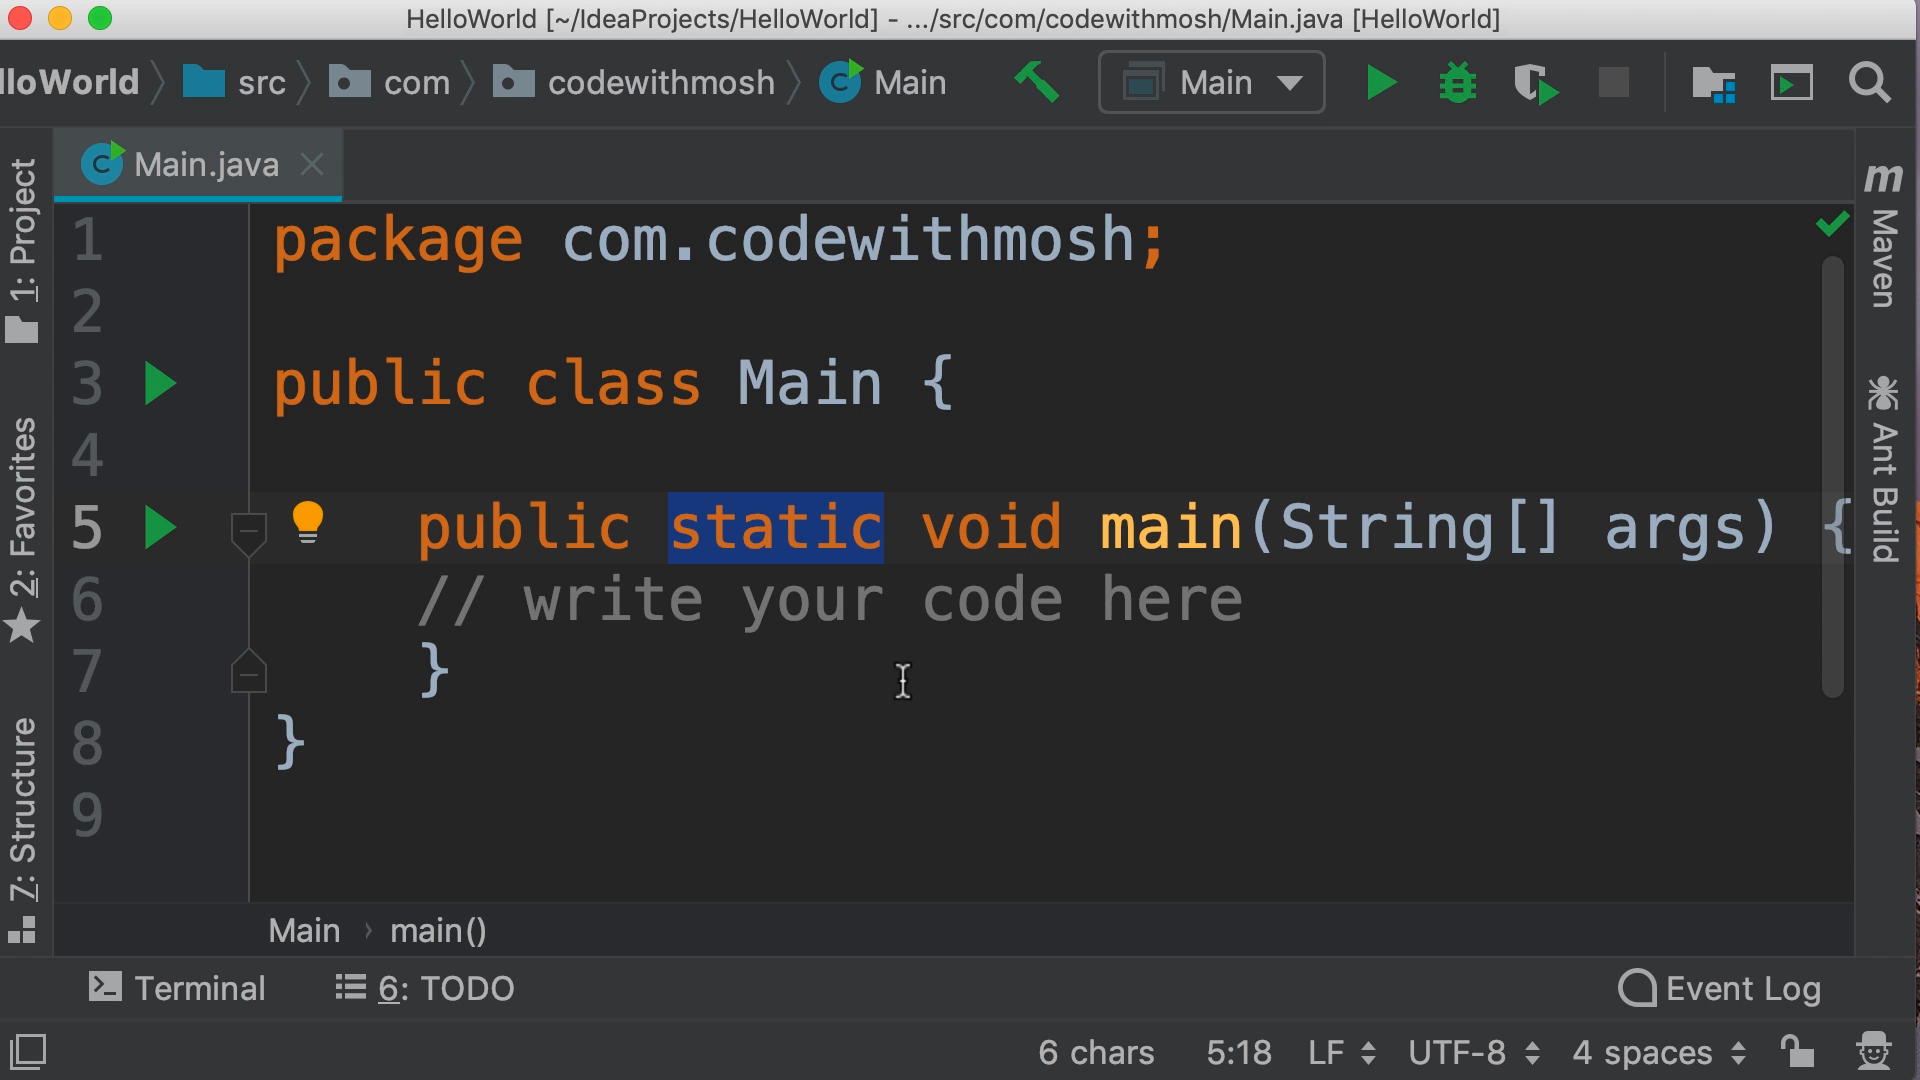 HelloWorld [~/IdeaProjects/HelloWorld] - .../src/com/codewithmosh/Main.java [HelloWorld]
lloWorld src com codewithmosh Main Main
Main.java
1 package com.codewithmosh;
2
3 public class Main {
4
5 public static void main(String[] args) {
6 // write your code here
7 }
8 }
9
1: Project
2: Favorites
7: Structure
Maven
Ant Build
Main › main()
Terminal 6: TODO Event Log
6 chars 5:18 LF UTF-8 4 spaces